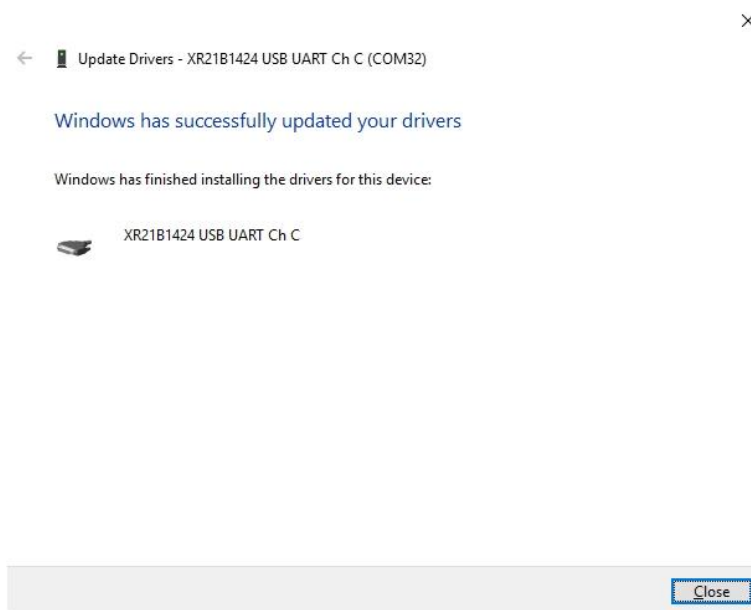 Update Drivers - XR21B1424 USB UART Ch C (COM32)
Windows has successfully updated your drivers
Windows has finished installing the drivers for this device:
XR21B1424 USB UART Ch C
Close